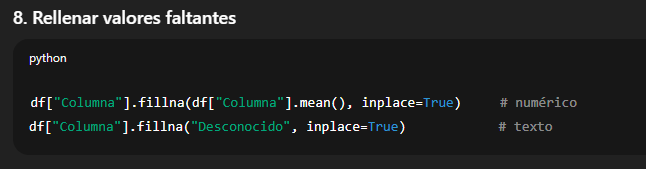 8. Rellenar valores faltantes
python
df["Columna"].fillna(df["Columna"].mean(), inplace=True)     # numérico
df["Columna"].fillna("Desconocido", inplace=True)            # texto